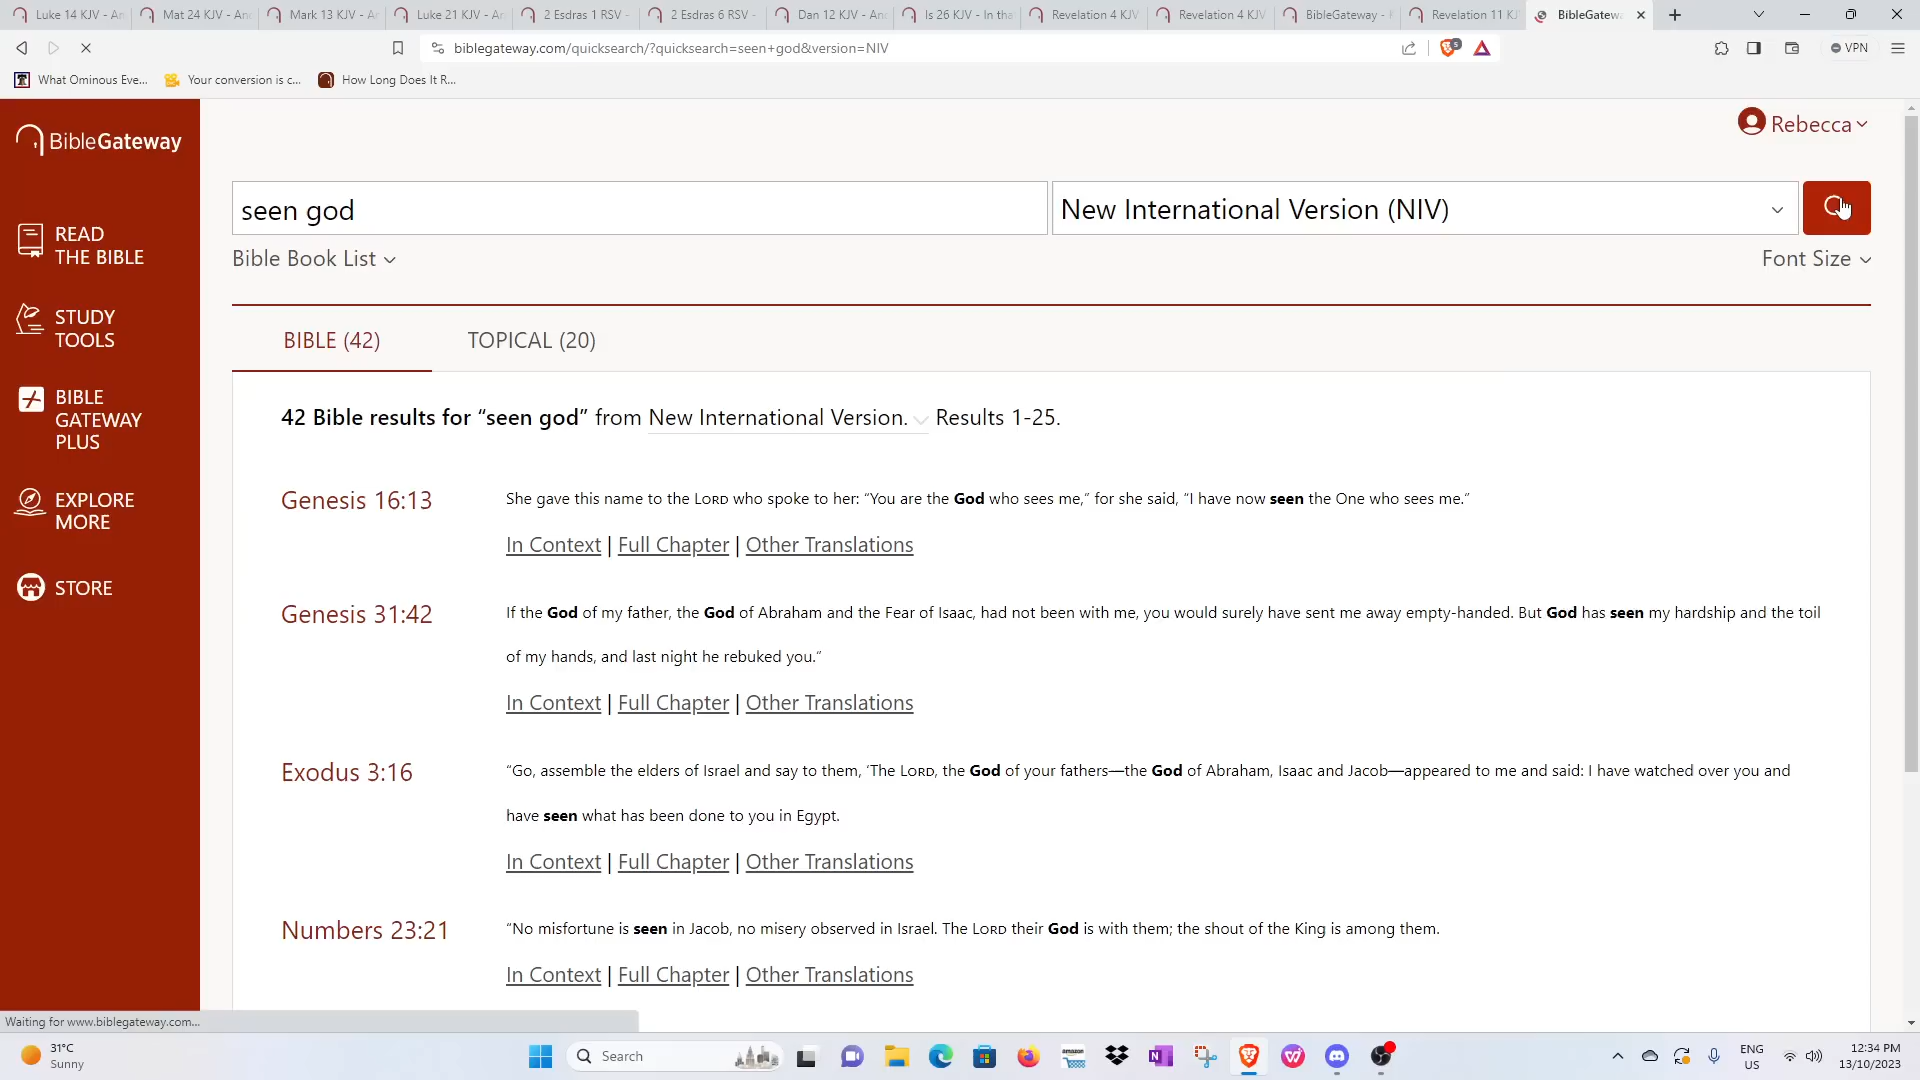 Luke 14 KJV - An
Mat 24 KJV - An
Mark 13 KJV - A
Luke 21 KJV - An
2 Esdras 1 RSV -
2 Esdras 6 RSV -
Dan 12 KJV - An
Is 26 KJV - In tha
Revelation 4 KJV
Revelation 4 KJV
BibleGateway -
Revelation 11 KJ
BibleGatew
biblegateway.com/quicksearch/?quicksearch=seen+god&version=NIV
5
VPN
What Ominous Eve...
Your conversion is c...
How Long Does It R...
BibleGateway
Rebecca
seen god
New International Version (NIV)
Bible Book List
Font Size
READ
THE BIBLE
STUDY
TOOLS
BIBLE
GATEWAY
PLUS
EXPLORE
MORE
STORE
BIBLE (42)
TOPICAL (20)
42 Bible results for “seen god” from New International Version. Results 1-25.
Genesis 16:13
She gave this name to the LORD who spoke to her: “You are the God who sees me,” for she said, “I have now seen the One who sees me.”
In Context | Full Chapter | Other Translations
Genesis 31:42
If the God of my father, the God of Abraham and the Fear of Isaac, had not been with me, you would surely have sent me away empty-handed. But God has seen my hardship and the toil
of my hands, and last night he rebuked you.”
In Context | Full Chapter | Other Translations
Exodus 3:16
“Go, assemble the elders of Israel and say to them, ‘The LORD, the God of your fathers—the God of Abraham, Isaac and Jacob—appeared to me and said: I have watched over you and
have seen what has been done to you in Egypt.
In Context | Full Chapter | Other Translations
Numbers 23:21
“No misfortune is seen in Jacob, no misery observed in Israel. The LORD their God is with them; the shout of the King is among them.
In Context | Full Chapter | Other Translations
Waiting for www.biblegateway.com...
31°C
Sunny
Search
amazon
ENG
US
12:34 PM
13/10/2023